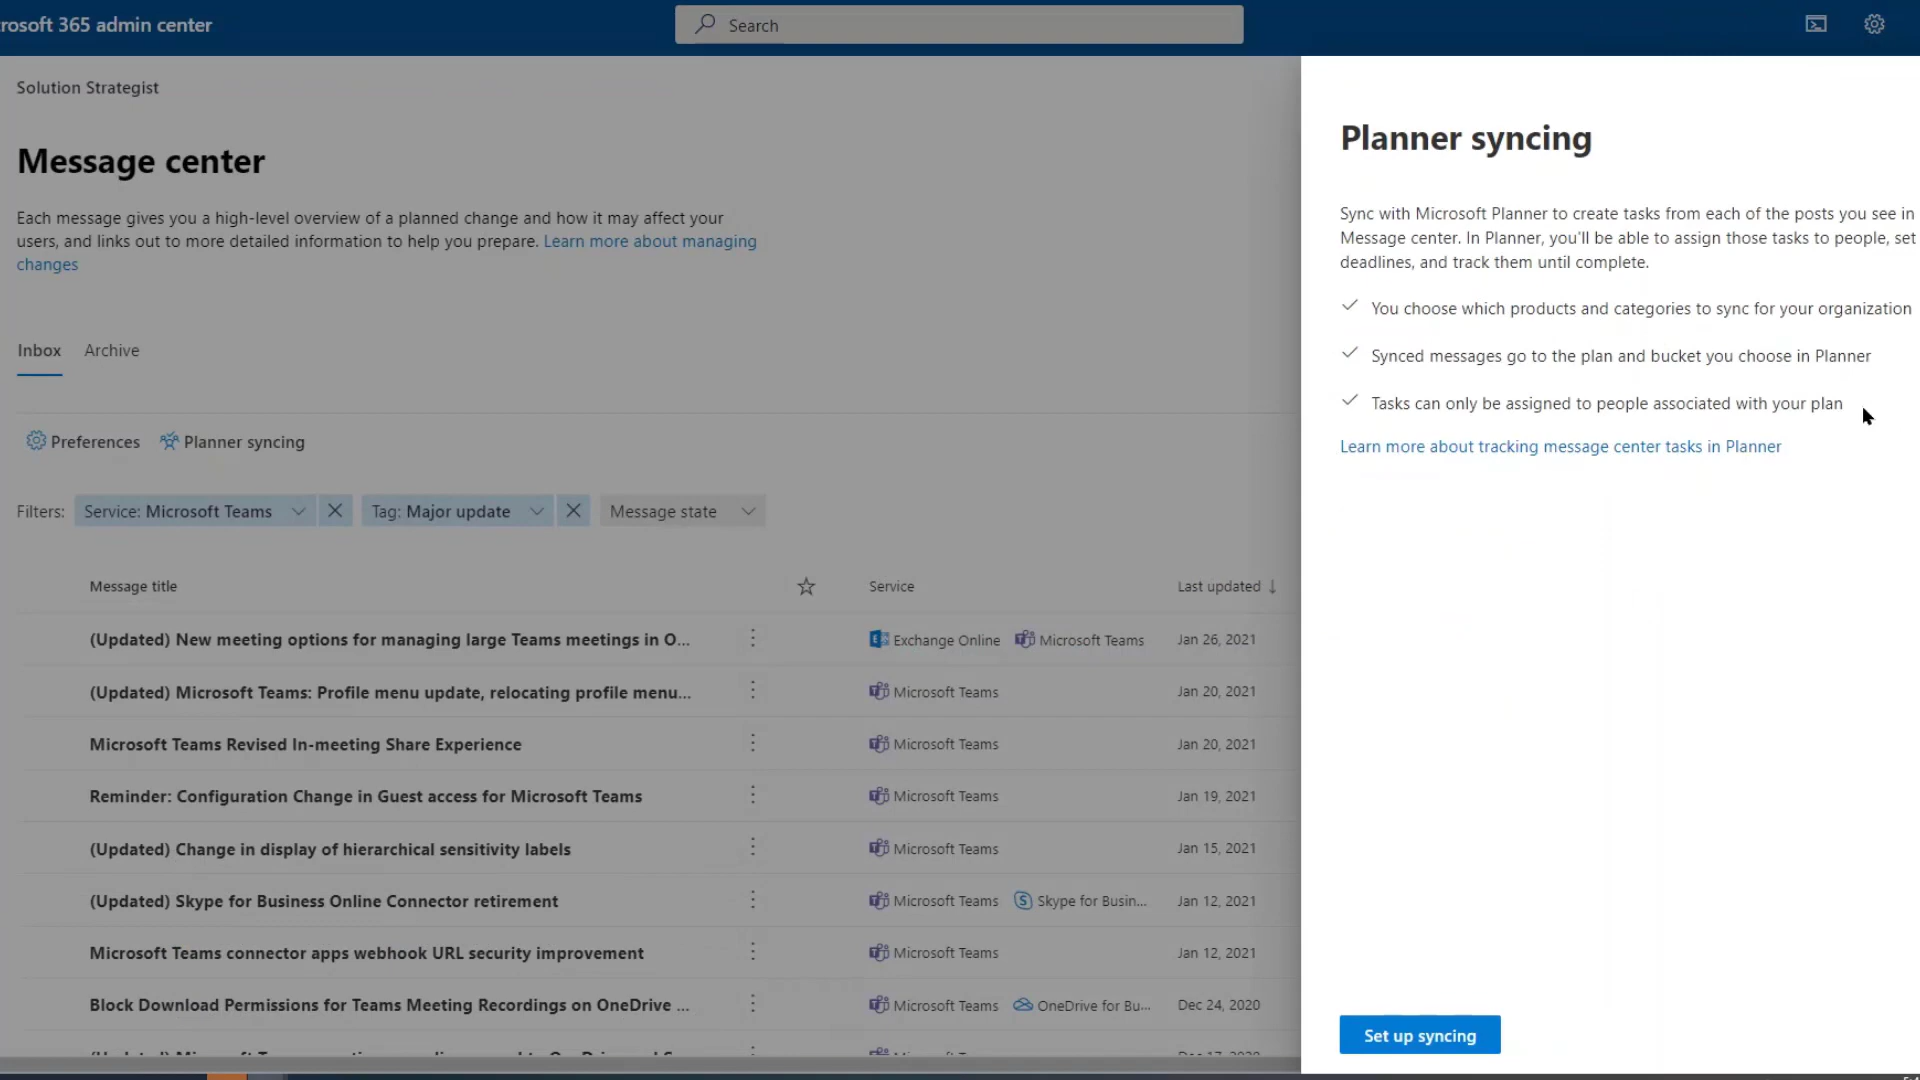 rosoft 365 admin center
Search
Solution Strategist
Message center
Each message gives you a high-level overview of a planned change and how it may affect your
users, and links out to more detailed information to help you prepare. Learn more about managing
changes
Inbox Archive
Preferences Planner syncing
Filters: Service: Microsoft Teams Tag: Major update Message state
Message title Service Last updated ↓
(Updated) New meeting options for managing large Teams meetings in O... Exchange Online Microsoft Teams Jan 26, 2021
(Updated) Microsoft Teams: Profile menu update, relocating profile menu... Microsoft Teams Jan 20, 2021
Microsoft Teams Revised In-meeting Share Experience Microsoft Teams Jan 20, 2021
Reminder: Configuration Change in Guest access for Microsoft Teams Microsoft Teams Jan 19, 2021
(Updated) Change in display of hierarchical sensitivity labels Microsoft Teams Jan 15, 2021
(Updated) Skype for Business Online Connector retirement Microsoft Teams Skype for Busin... Jan 12, 2021
Microsoft Teams connector apps webhook URL security improvement Microsoft Teams Jan 12, 2021
Block Download Permissions for Teams Meeting Recordings on OneDrive ... Microsoft Teams OneDrive for Bu... Dec 24, 2020
Planner syncing
Sync with Microsoft Planner to create tasks from each of the posts you see in
Message center. In Planner, you'll be able to assign those tasks to people, set
deadlines, and track them until complete.
You choose which products and categories to sync for your organization
Synced messages go to the plan and bucket you choose in Planner
Tasks can only be assigned to people associated with your plan
Learn more about tracking message center tasks in Planner
Set up syncing